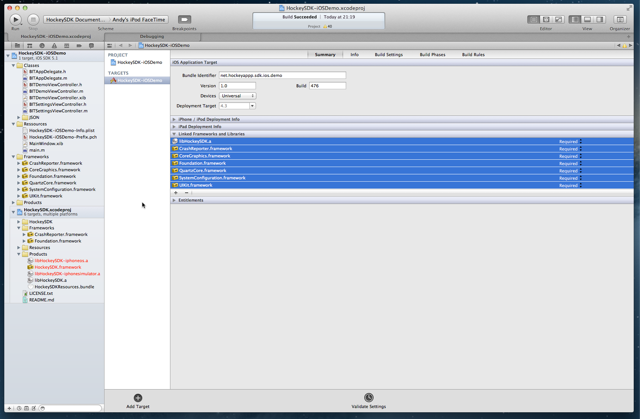 HockeySDK-iOSDemo.xcodeproj
HockeySDK Document...
Andy's iPod FaceTime
Build Succeeded
Today at 21:19
Project
Run
Stop
Scheme
Breakpoints
Editor
View
Organizer
HockeySDK-iOSDemo.xcodeproj
Debugging
HockeySDK-iOSDemo
1 target, iOS SDK 5.1
Classes
BITAppDelegate.h
BITAppDelegate.m
BITDemoViewController.h
BITDemoViewController.m
BITDemoViewController.xib
BITSettingsViewController.h
BITSettingsViewController.m
JSON
Resources
HockeySDK-iOSDemo-Info.plist
HockeySDK-iOSDemo-Prefix.pch
MainWindow.xib
main.m
Frameworks
CrashReporter.framework
CoreGraphics.framework
Foundation.framework
QuartzCore.framework
SystemConfiguration.framework
UIKit.framework
Products
HockeySDK.xcodeproj
6 targets, multiple platforms
HockeySDK
Frameworks
CrashReporter.framework
Foundation.framework
Resources
Products
libHockeySDK-iphoneos.a
HockeySDK.framework
libHockeySDK-iphonesimulator.a
libHockeySDK.a
HockeySDKResources.bundle
LICENSE.txt
README.md
HockeySDK-iOSDemo
PROJECT
HockeySDK-iOSDemo
TARGETS
HockeySDK-iOSDemo
Summary
Info
Build Settings
Build Phases
Build Rules
iOS Application Target
Bundle Identifier net.hockeyapp.sdk.ios.demo
Version 1.0
Build 476
Devices Universal
Deployment Target 4.3
iPhone / iPod Deployment Info
iPad Deployment Info
Linked Frameworks and Libraries
libHockeySDK.a Required
CrashReporter.framework Required
CoreGraphics.framework Required
Foundation.framework Required
QuartzCore.framework Required
SystemConfiguration.framework Required
UIKit.framework Required
+ −
Entitlements
Add Target
Validate Settings